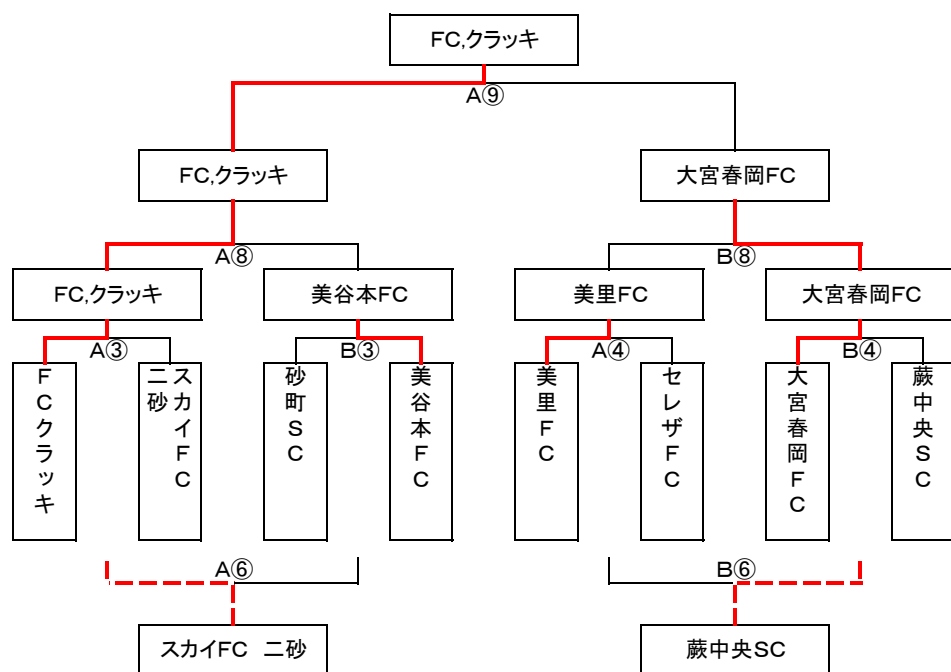 FC,クラッキ
A⑨
FC,クラッキ
大宮春岡FC
A⑧
B⑧
FC,クラッキ
美谷本FC
美里FC
大宮春岡FC
A③
B③
A④
B④
FCクラッキ
スカイFC
二砂
砂町SC
美谷本FC
美里FC
セレザFC
大宮春岡FC
蕨中央SC
A⑥
B⑥
スカイFC 二砂
蕨中央SC